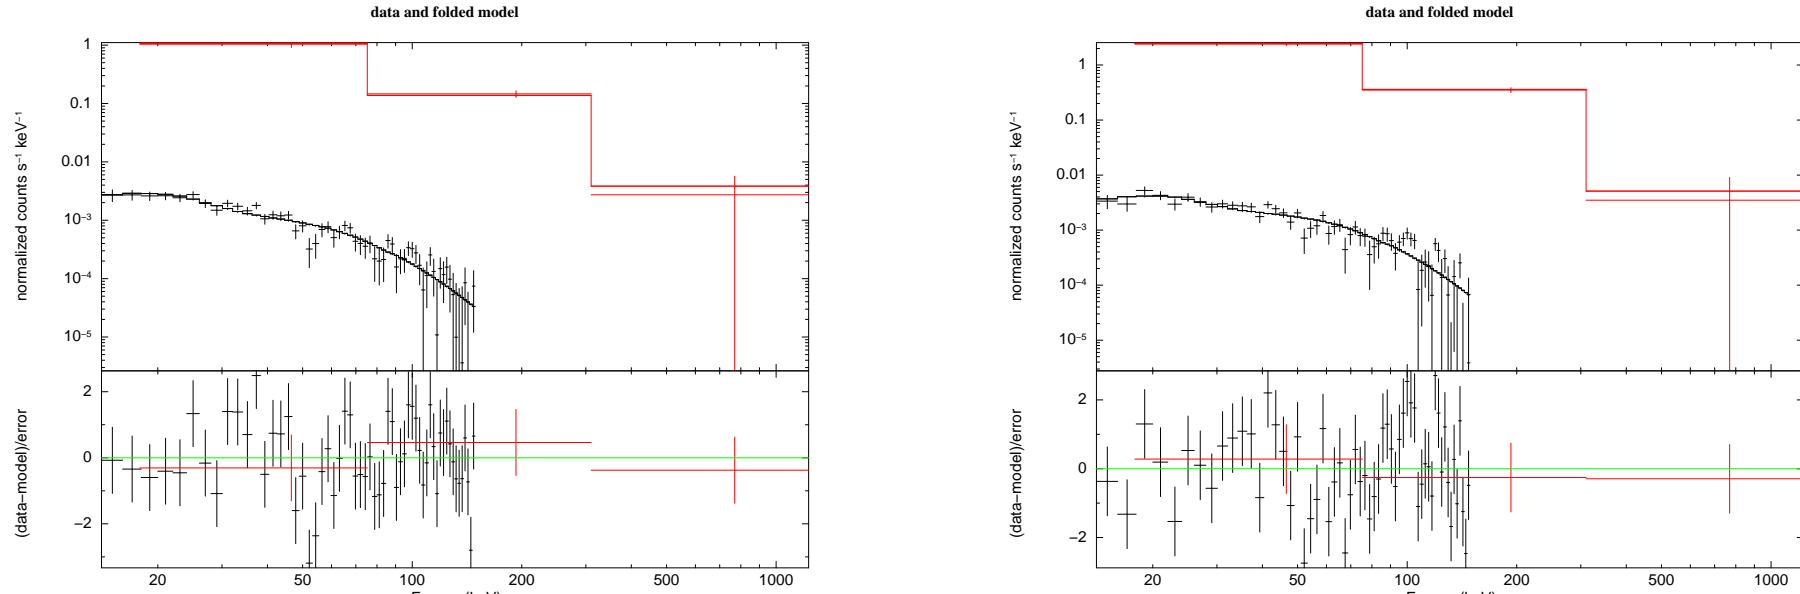 data and folded model
1
0.1
0.01
10⁻³
10⁻⁴
10⁻⁵
normalized counts s⁻¹ keV⁻¹
2
0
−2
(data−model)/error
20 50 100 200 500 1000
data and folded model
1
0.1
0.01
10⁻³
10⁻⁴
10⁻⁵
normalized counts s⁻¹ keV⁻¹
2
0
−2
(data−model)/error
20 50 100 200 500 1000